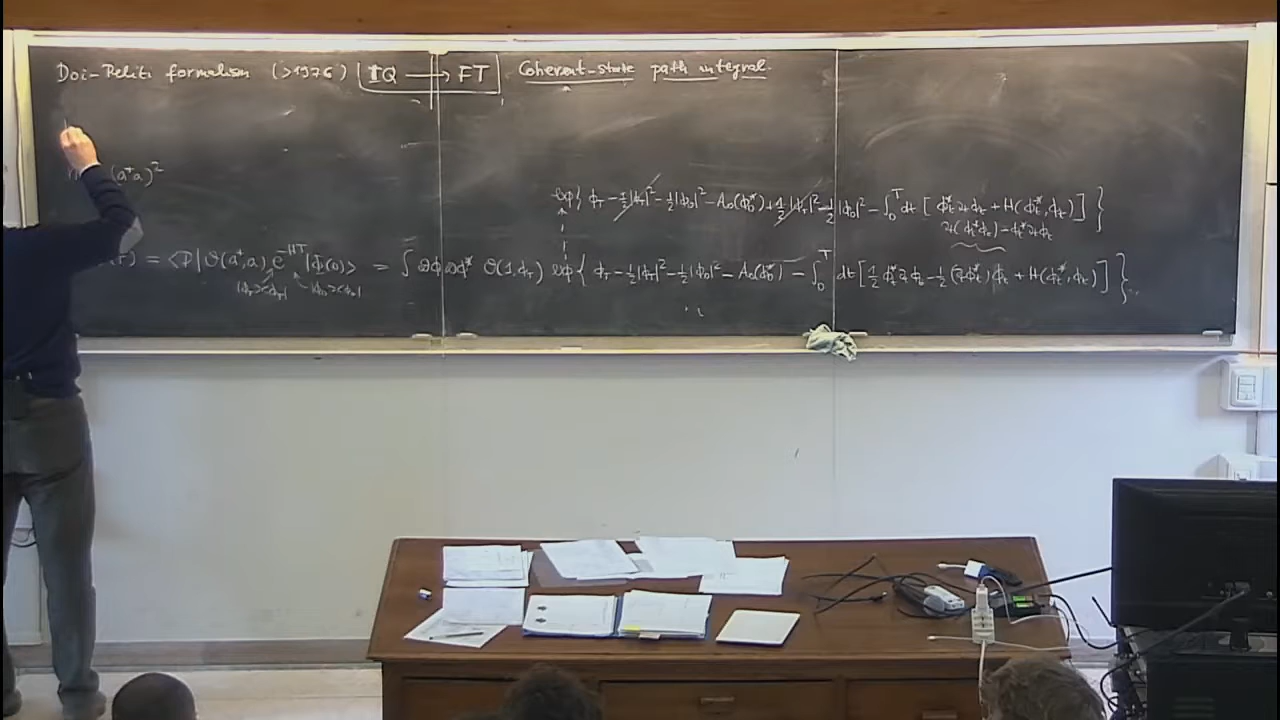 Doi-Peliti formalism (>1976) IQ → FT Coherent-state path integral.
(a⁺a)²
exp{ ϕ_T - ½|ϕ_T|² - ½|ϕ_0|² - A_0(ϕ_0*) + ½|ϕ_T|² - ½|ϕ_0|² - ∫_0^T dt [ ϕ_t* ∂_t ϕ_t + H(ϕ_t*, ϕ_t) ] }
∂_t(ϕ_t* ϕ_t) - ϕ_t* ∂_t ϕ_t
= <P| O(a⁺,a) e^{-HT} |Φ(0)> = ∫ Dϕ Dϕ* O(1,ϕ_T) exp{ ϕ_T - ½|ϕ_T|² - ½|ϕ_0|² - A_0(ϕ_0*) - ∫_0^T dt [ ½ ϕ_t* ∂_t ϕ_t - ½ (∂_t ϕ_t*) ϕ_t + H(ϕ_t*, ϕ_t) ] }
|ϕ_T><ϕ_T| |ϕ_0><ϕ_0|